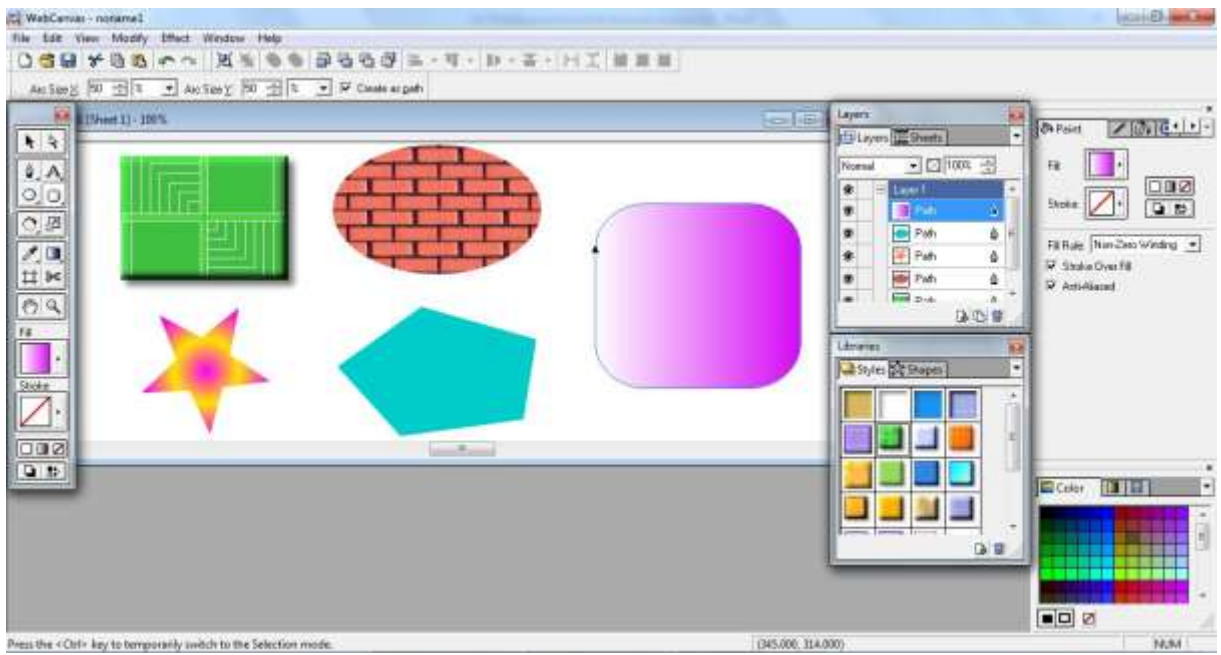 WebCanvas - noname1
File Edit View Modify Effect Window Help
Arc Size X: 50 % Arc Size Y: 50 % Create as path
[Sheet 1] - 100%
Fill
Stroke
Layers
Layers Sheets
Normal 100%
Layer 1
Path
Path
Path
Path
Path
Libraries
Styles Shapes
Paint
Fill:
Stroke:
Fill Rule: Non-Zero Winding
Stroke Over Fill
Anti-Aliased
Color
Press the <Ctrl> key to temporarily switch to the Selection mode. (345.000, 314.000) NUM